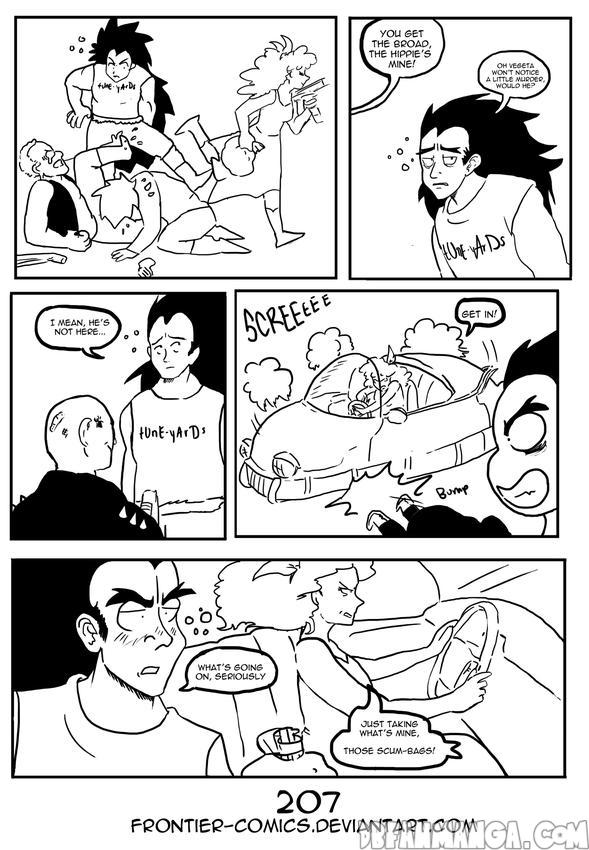 tUnE-yArDs
YOU GET
THE BROAD,
THE HIPPIE'S
MINE!
OH VEGETA
WON'T NOTICE
A LITTLE MURDER,
WOULD HE?
tUnE-yArDs
I MEAN, HE'S
NOT HERE...
tUnE-yArDs
SCREEEEE
GET IN!
BUMP
WHAT'S GOING
ON, SERIOUSLY
JUST TAKING
WHAT'S MINE,
THOSE SCUM-BAGS!
207
FRONTIER-COMICS.DEVIANTART.COM
DBFANMANGA.COM